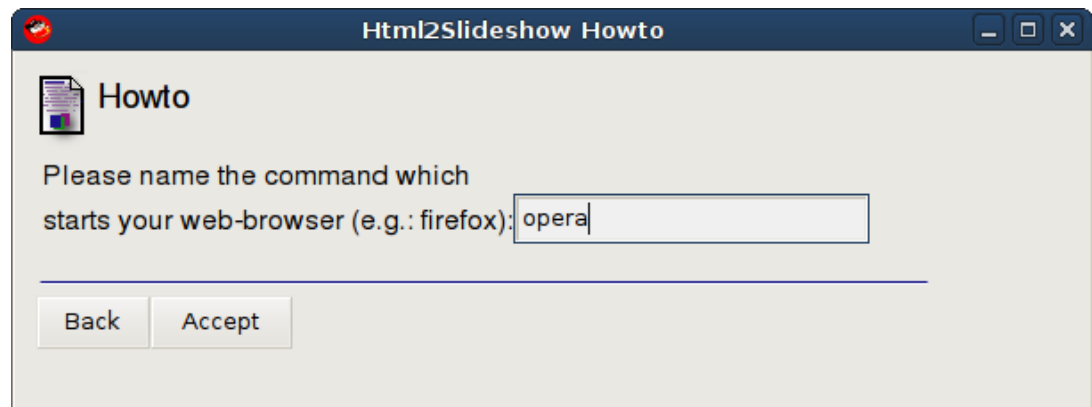 Html2Slideshow Howto
Howto
Please name the command which
starts your web-browser (e.g.: firefox): opera
Back Accept